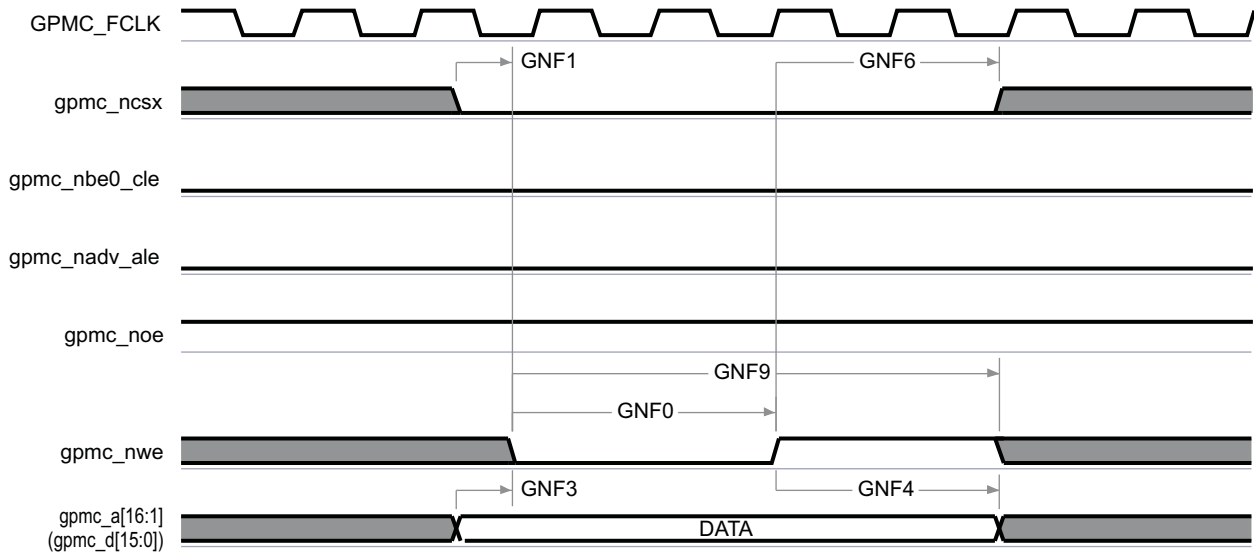 GPMC_FCLK
GNF1
GNF6
gpmc_ncsx
gpmc_nbe0_cle
gpmc_nadv_ale
gpmc_noe
GNF9
GNF0
gpmc_nwe
GNF3
GNF4
gpmc_a[16:1]
(gpmc_d[15:0])
DATA